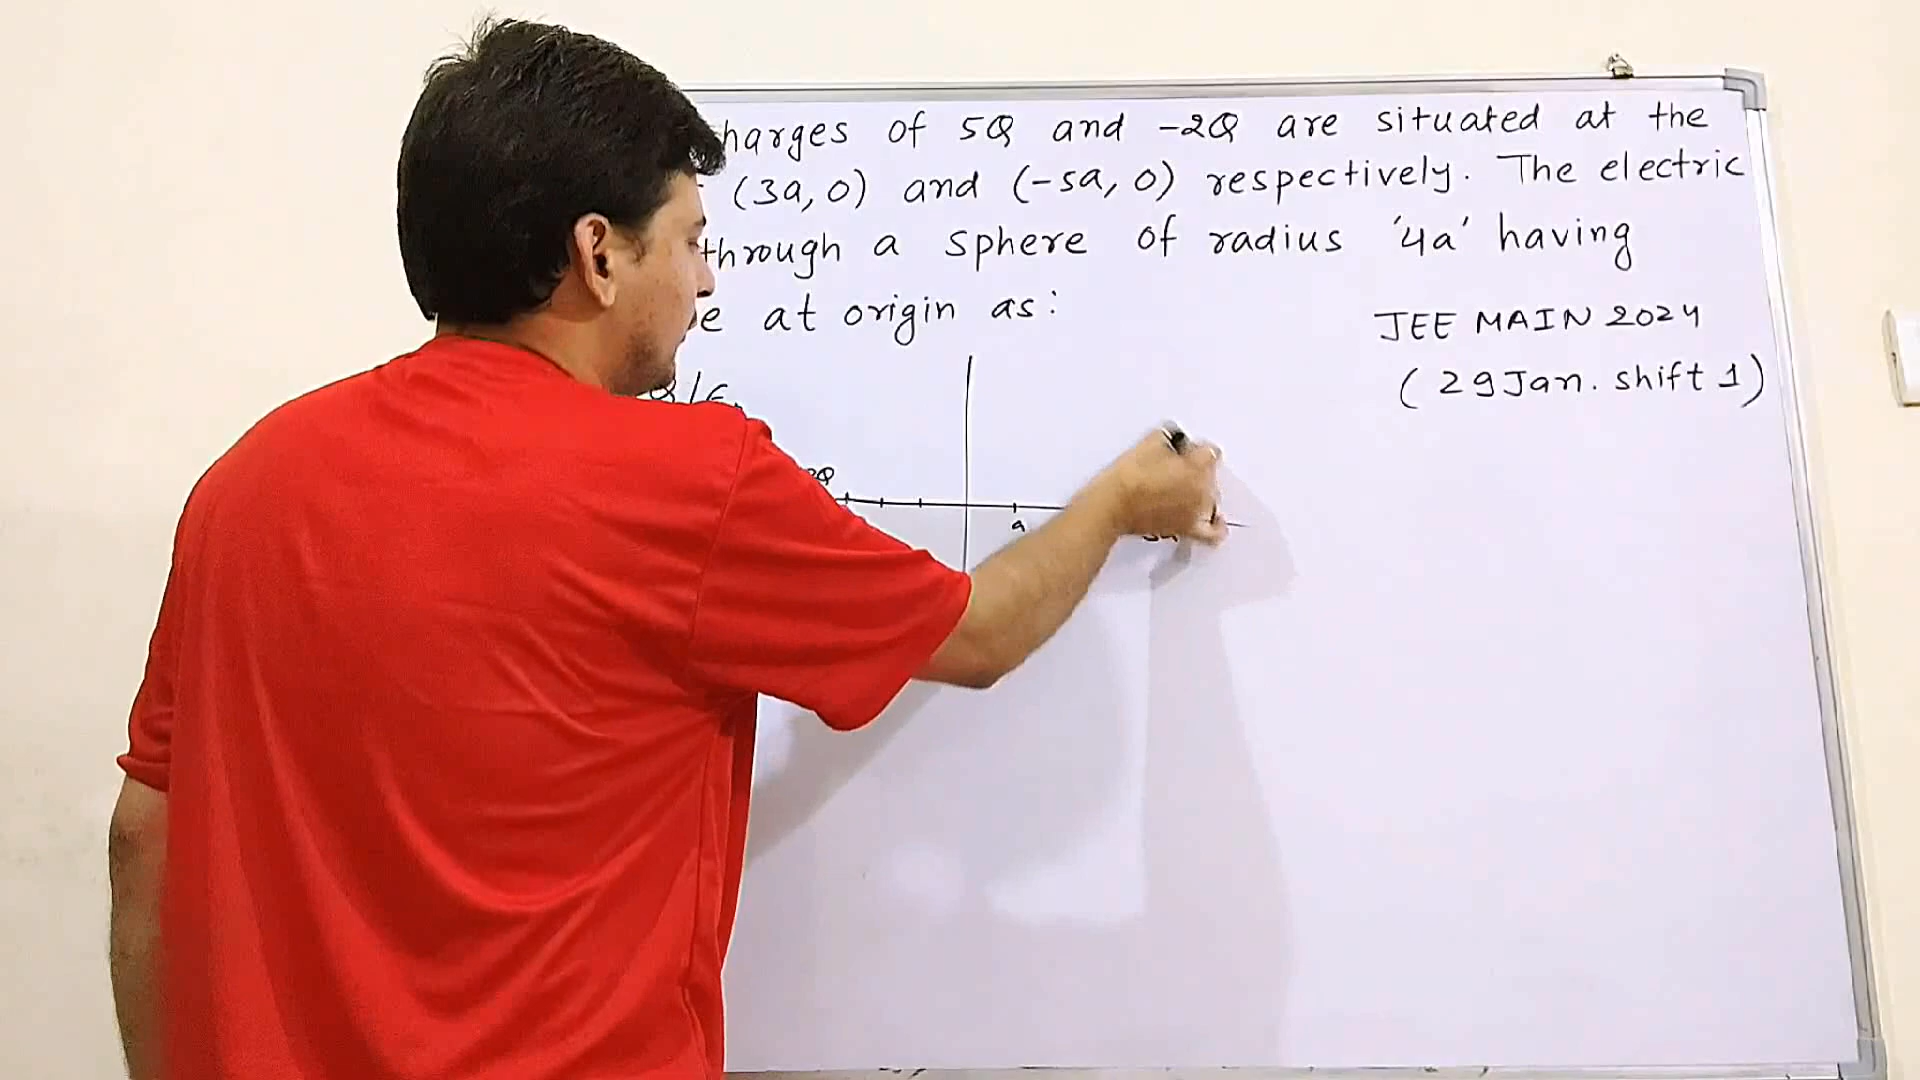 harges of 5Q and -2Q are situated at the
(3a, 0) and (-5a, 0) respectively. The electric
through a sphere of radius '4a' having
e at origin as:
JEE MAIN 2024
(29 Jan. shift 1)
a